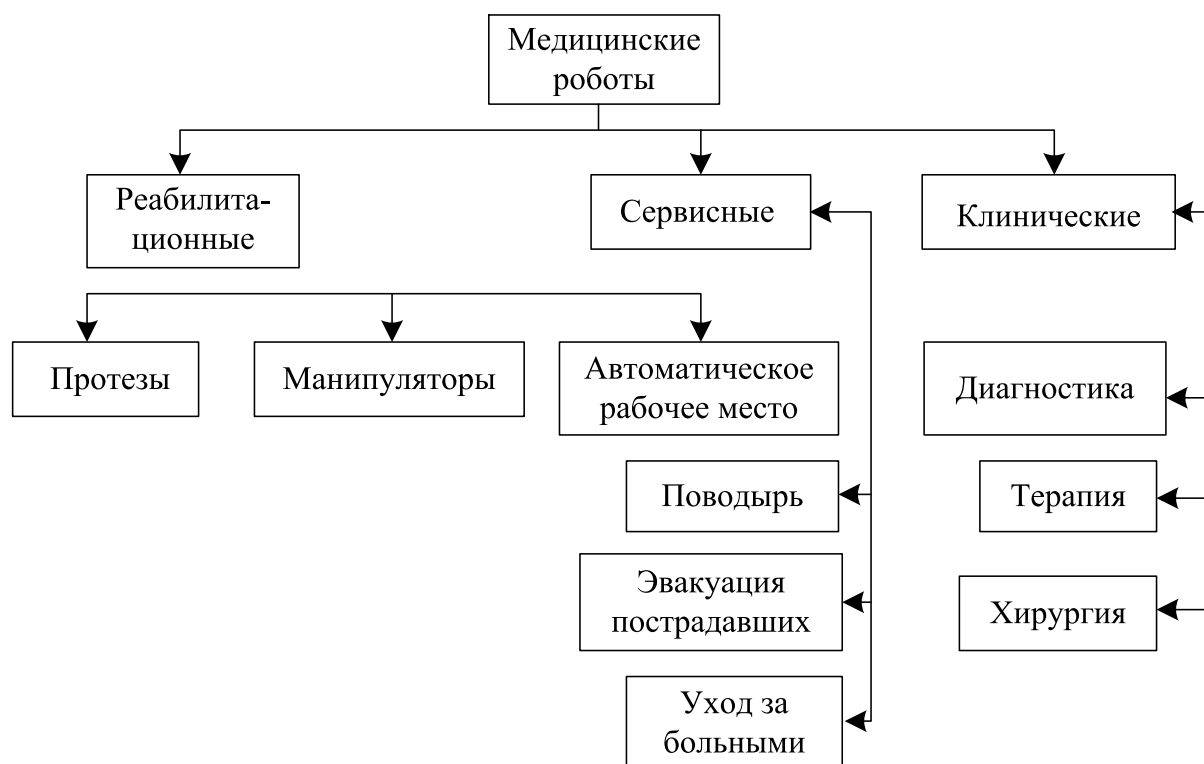 Медицинские
роботы
Реабилита-
ционные
Сервисные
Клинические
Протезы
Манипуляторы
Автоматическое
рабочее место
Диагностика
Поводырь
Терапия
Эвакуация
пострадавших
Хирургия
Уход за
больными